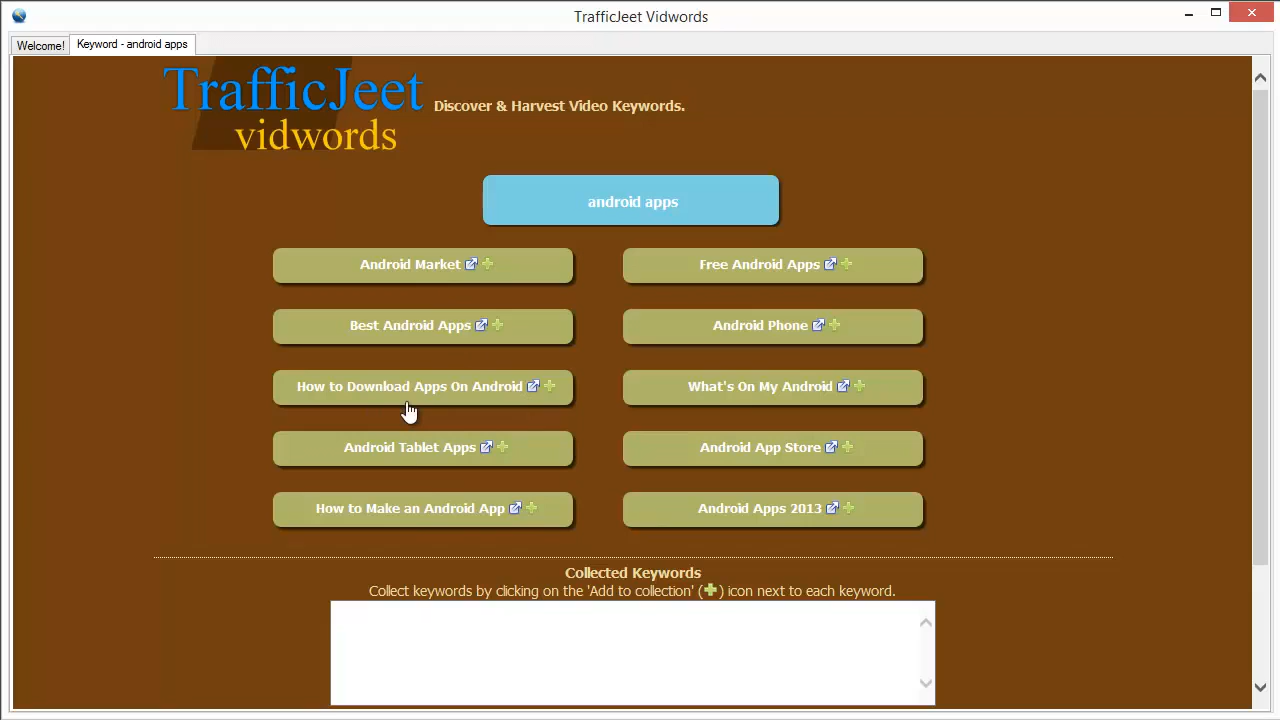 TrafficJeet Vidwords
Welcome!
Keyword - android apps
TrafficJeet
vidwords
Discover & Harvest Video Keywords.
android apps
Android Market
Free Android Apps
Best Android Apps
Android Phone
How to Download Apps On Android
What's On My Android
Android Tablet Apps
Android App Store
How to Make an Android App
Android Apps 2013
Collected Keywords
Collect keywords by clicking on the 'Add to collection' (+) icon next to each keyword.